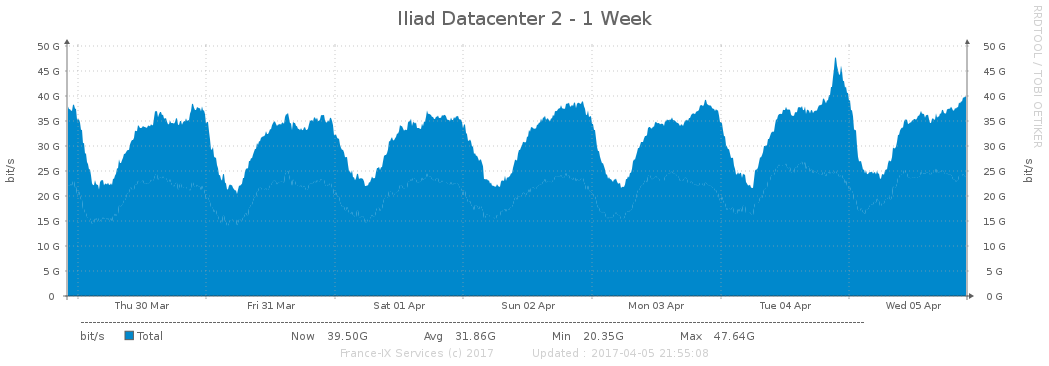 Iliad Datacenter 2 - 1 Week
RRDTOOL / TOBI OETIKER
50 G 50 G
45 G 45 G
40 G 40 G
35 G 35 G
30 G 30 G
25 G 25 G
20 G 20 G
15 G 15 G
10 G 10 G
5 G 5 G
0 0 G
bit/s bit/s
Thu 30 Mar Fri 31 Mar Sat 01 Apr Sun 02 Apr Mon 03 Apr Tue 04 Apr Wed 05 Apr
bit/s Total Now 39.50G Avg 31.86G Min 20.35G Max 47.64G
France-IX Services (c) 2017 Updated : 2017-04-05 21:55:08